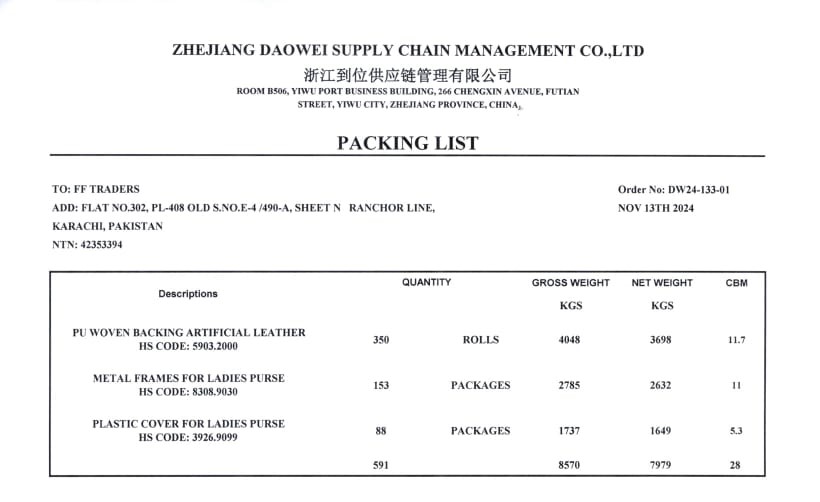 ZHEJIANG DAOWEI SUPPLY CHAIN MANAGEMENT CO.,LTD
浙江到位供应链管理有限公司
ROOM B506, YIWU PORT BUSINESS BUILDING, 266 CHENGXIN AVENUE, FUTIAN
STREET, YIWU CITY, ZHEJIANG PROVINCE, CHINA,
PACKING LIST
TO: FF TRADERS Order No: DW24-133-01
ADD: FLAT NO.302, PL-408 OLD S.NO.E-4 /490-A, SHEET N RANCHOR LINE, NOV 13TH 2024
KARACHI, PAKISTAN
NTN: 42353394
Descriptions QUANTITY GROSS WEIGHT NET WEIGHT CBM
KGS KGS
PU WOVEN BACKING ARTIFICIAL LEATHER
HS CODE: 5903.2000 350 ROLLS 4048 3698 11.7
METAL FRAMES FOR LADIES PURSE
HS CODE: 8308.9030 153 PACKAGES 2785 2632 11
PLASTIC COVER FOR LADIES PURSE
HS CODE: 3926.9099 88 PACKAGES 1737 1649 5.3
591 8570 7979 28